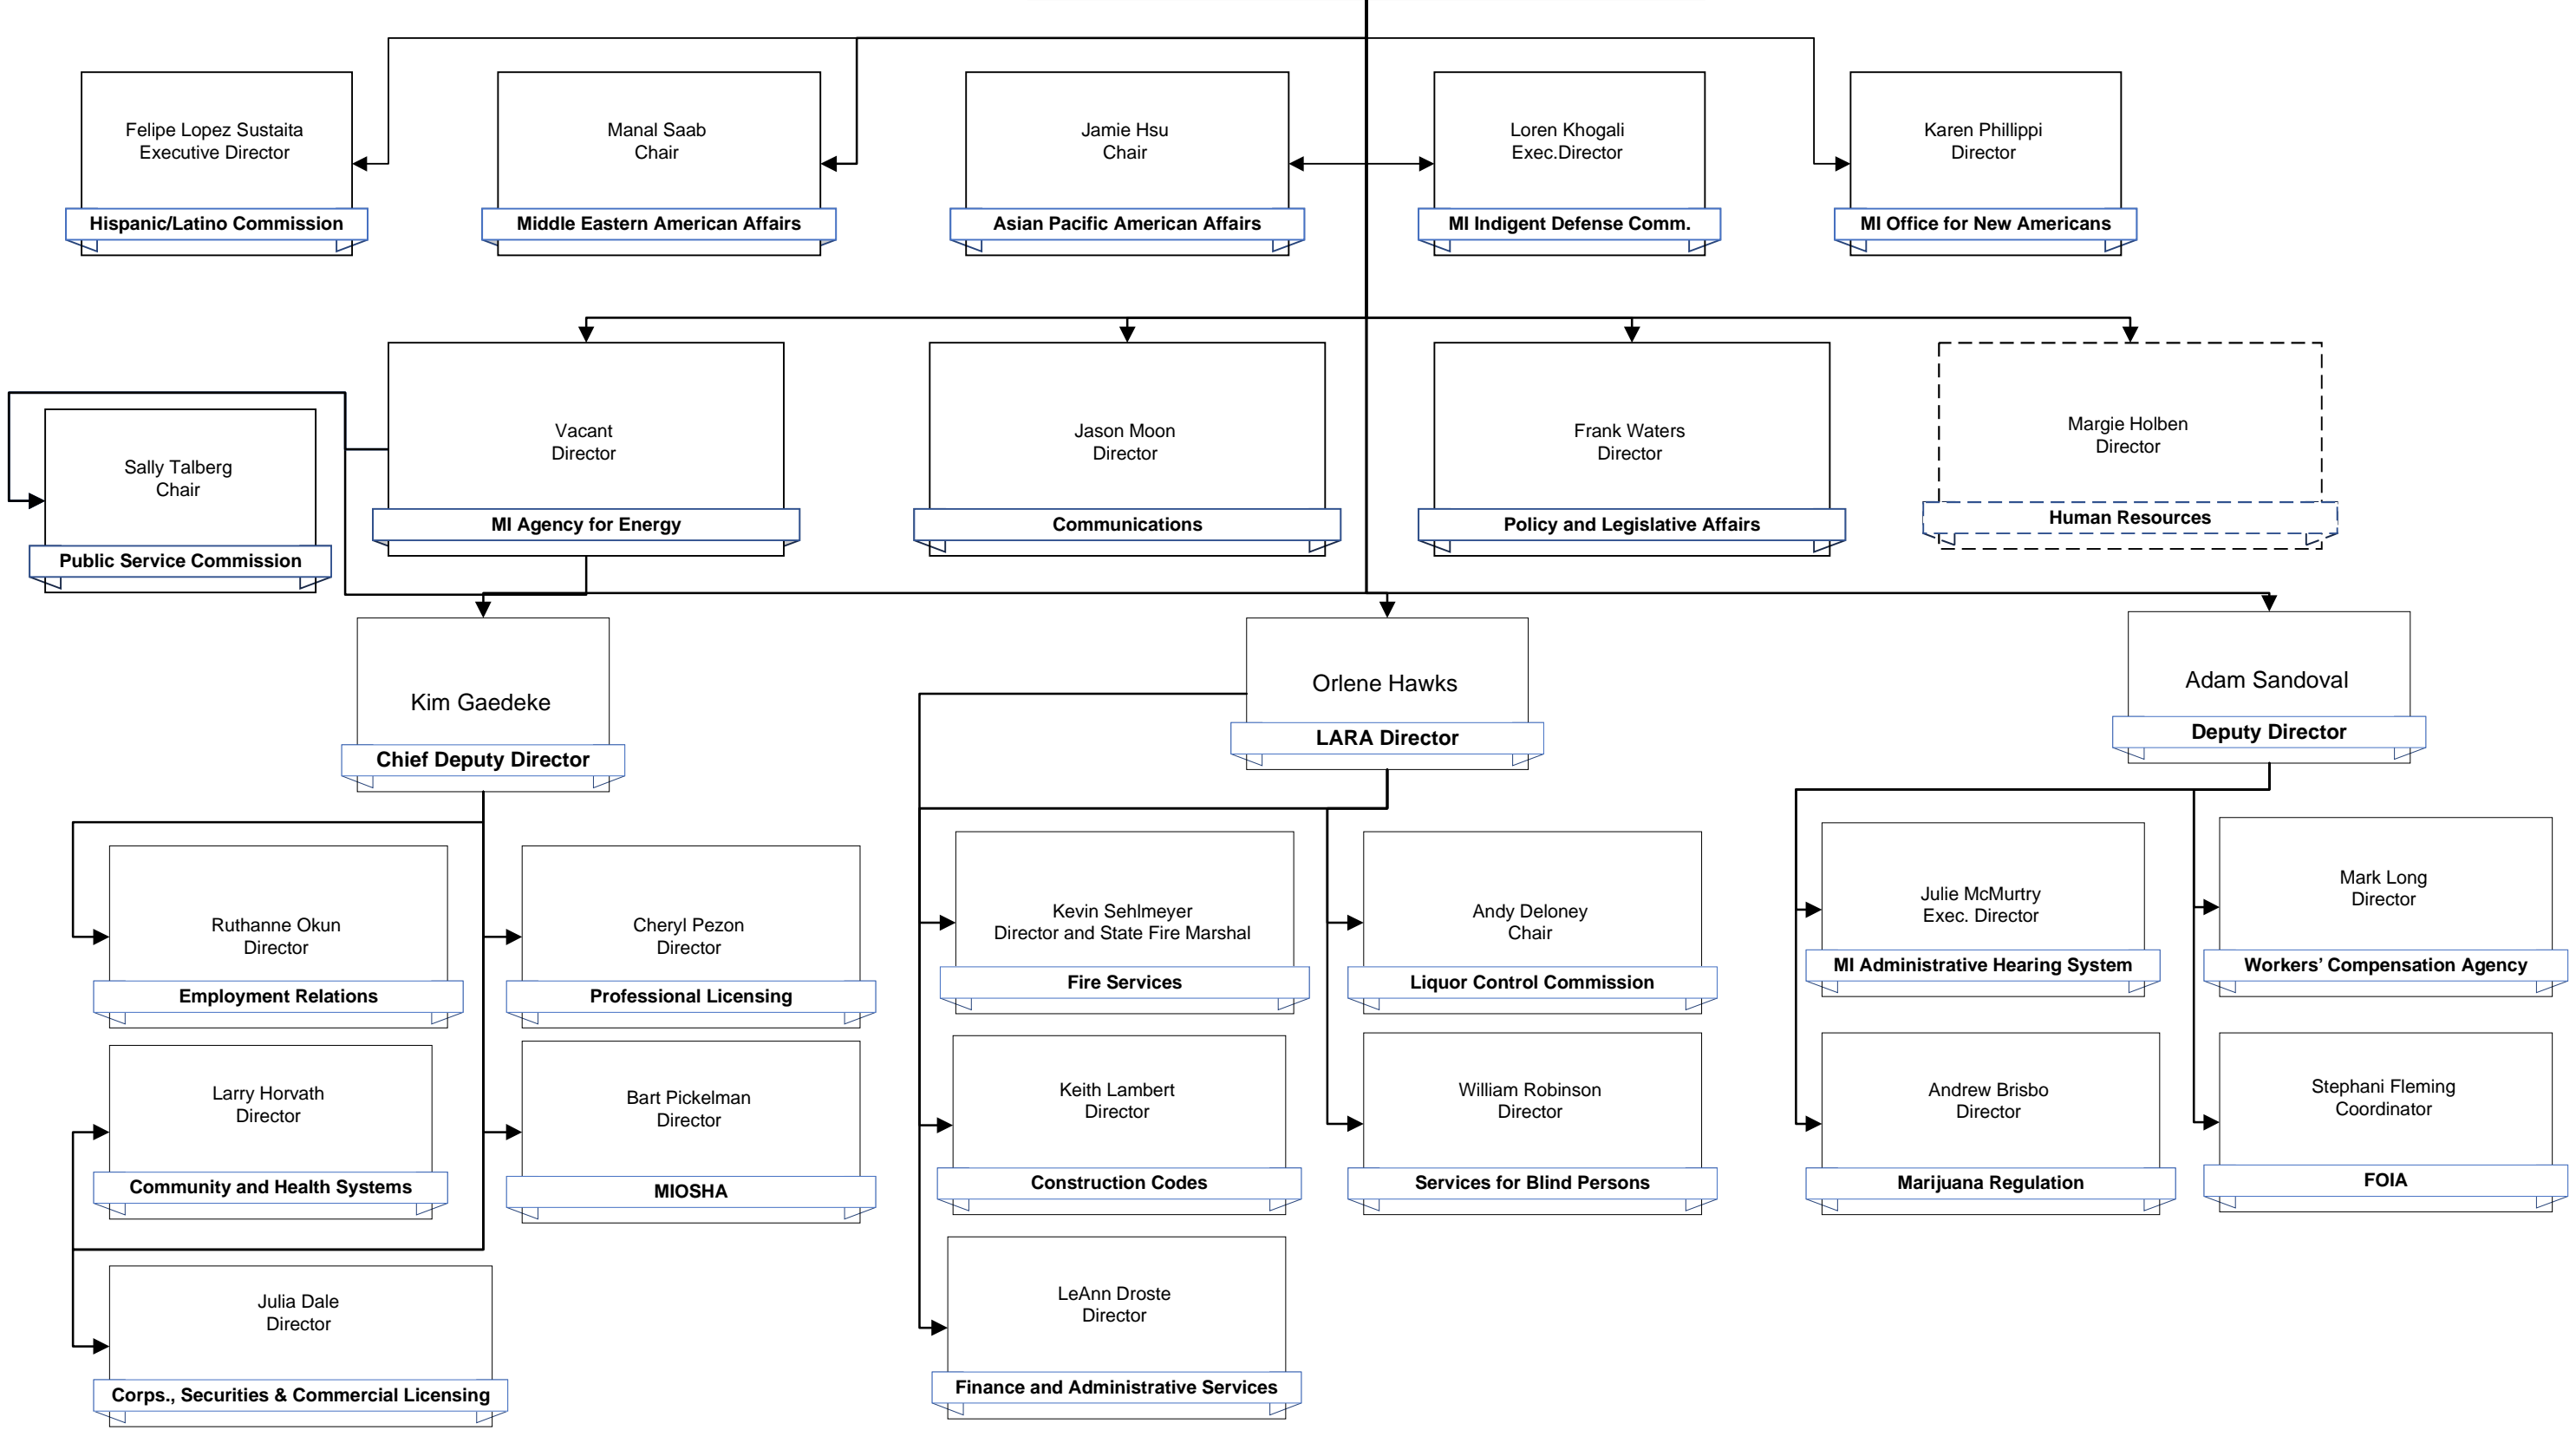 Felipe Lopez Sustaita
Executive Director
Hispanic/Latino Commission
Manal Saab
Chair
Middle Eastern American Affairs
Jamie Hsu
Chair
Asian Pacific American Affairs
Loren Khogali
Exec.Director
MI Indigent Defense Comm.
Karen Phillippi
Director
MI Office for New Americans
Sally Talberg
Chair
Public Service Commission
Vacant
Director
MI Agency for Energy
Jason Moon
Director
Communications
Frank Waters
Director
Policy and Legislative Affairs
Margie Holben
Director
Human Resources
Kim Gaedeke
Chief Deputy Director
Orlene Hawks
LARA Director
Adam Sandoval
Deputy Director
Ruthanne Okun
Director
Employment Relations
Cheryl Pezon
Director
Professional Licensing
Larry Horvath
Director
Community and Health Systems
Bart Pickelman
Director
MIOSHA
Julia Dale
Director
Corps., Securities & Commercial Licensing
Kevin Sehlmeyer
Director and State Fire Marshal
Fire Services
Andy Deloney
Chair
Liquor Control Commission
Keith Lambert
Director
Construction Codes
William Robinson
Director
Services for Blind Persons
LeAnn Droste
Director
Finance and Administrative Services
Julie McMurtry
Exec. Director
MI Administrative Hearing System
Mark Long
Director
Workers’ Compensation Agency
Andrew Brisbo
Director
Marijuana Regulation
Stephani Fleming
Coordinator
FOIA